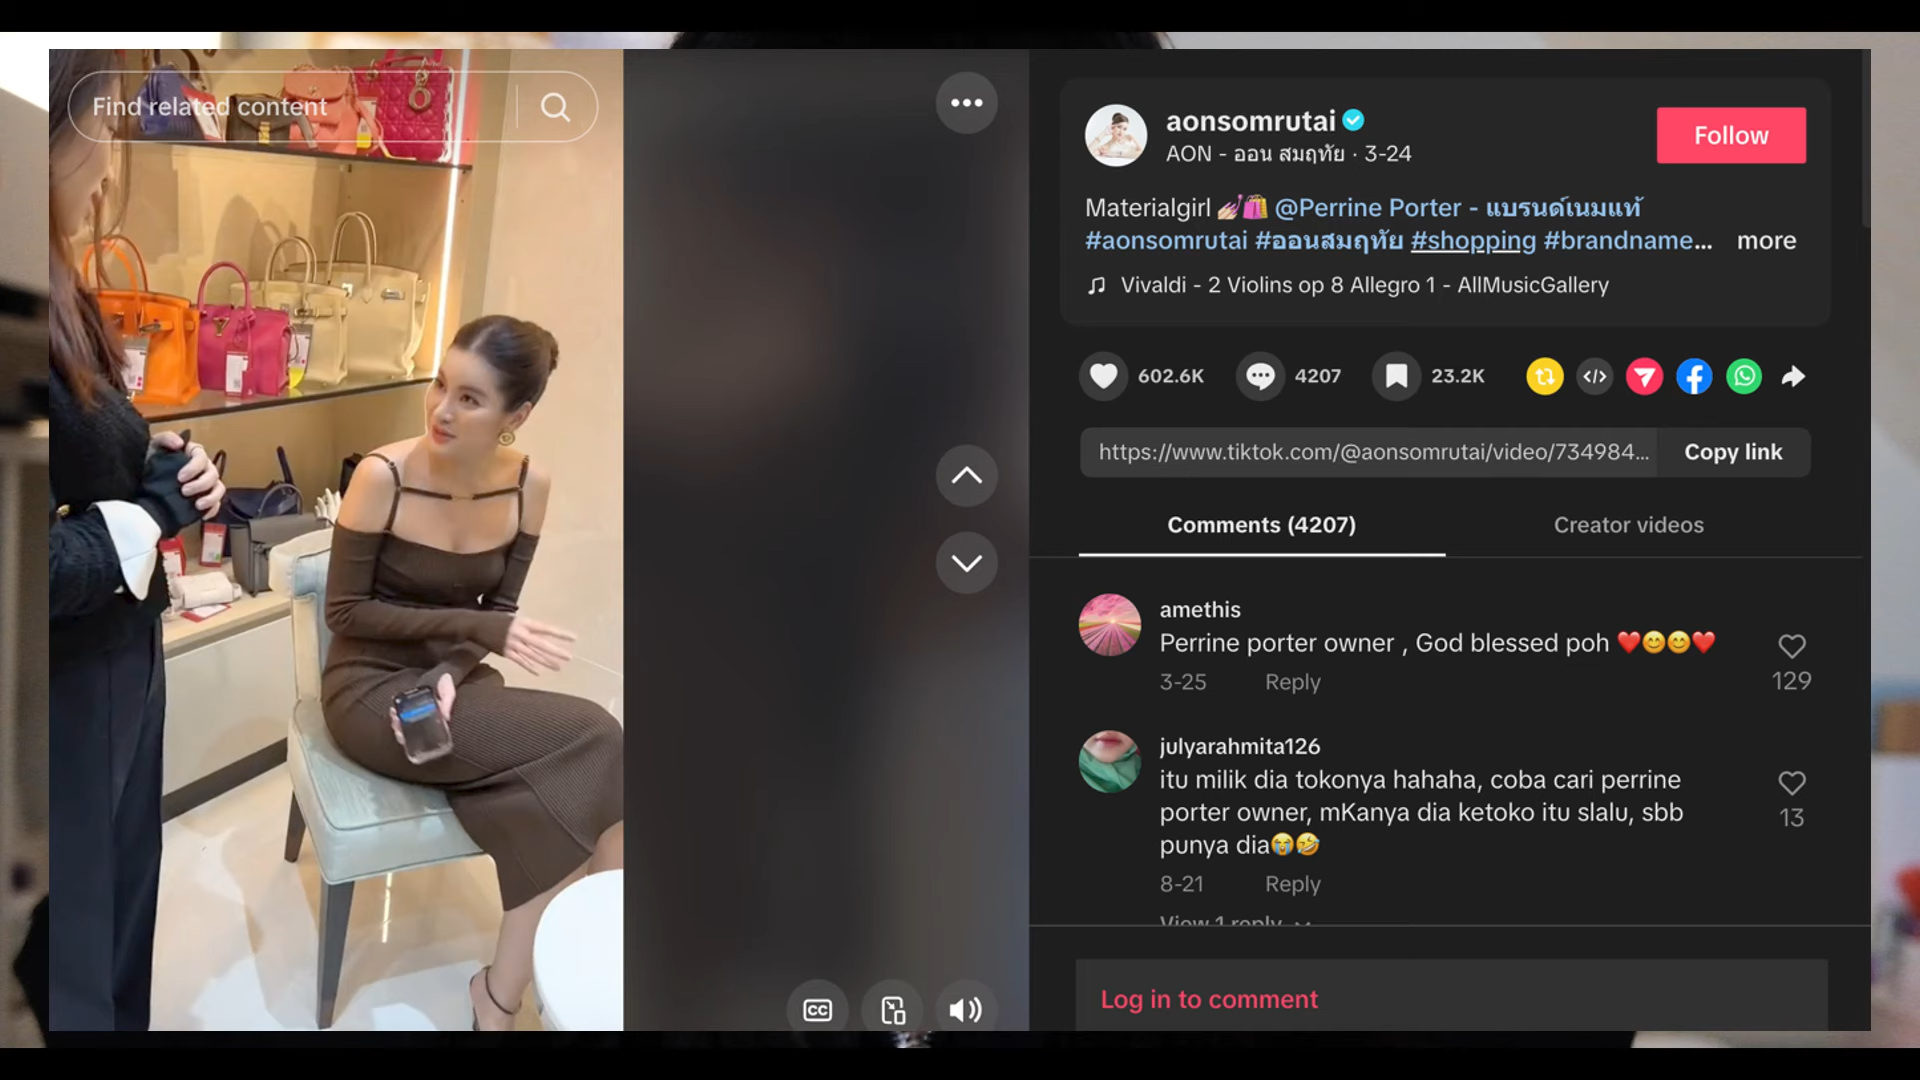 Find related content
aonsomrutai
AON - ออน สมฤทัย · 3-24
Follow
Materialgirl 💅🏻🛍️ @Perrine Porter - แบรนด์เนมแท้
#aonsomrutai #ออนสมฤทัย #shopping #brandname... more
Vivaldi - 2 Violins op 8 Allegro 1 - AllMusicGallery
602.6K 4207 23.2K
https://www.tiktok.com/@aonsomrutai/video/734984... Copy link
Comments (4207) Creator videos
amethis
Perrine porter owner , God blessed poh ❤️😊😊❤️
129
3-25 Reply
julyarahmita126
itu milik dia tokonya hahaha, coba cari perrine
porter owner, mKanya dia ketoko itu slalu, sbb
punya dia😭🤣
13
8-21 Reply
View 1 reply
Log in to comment
CC